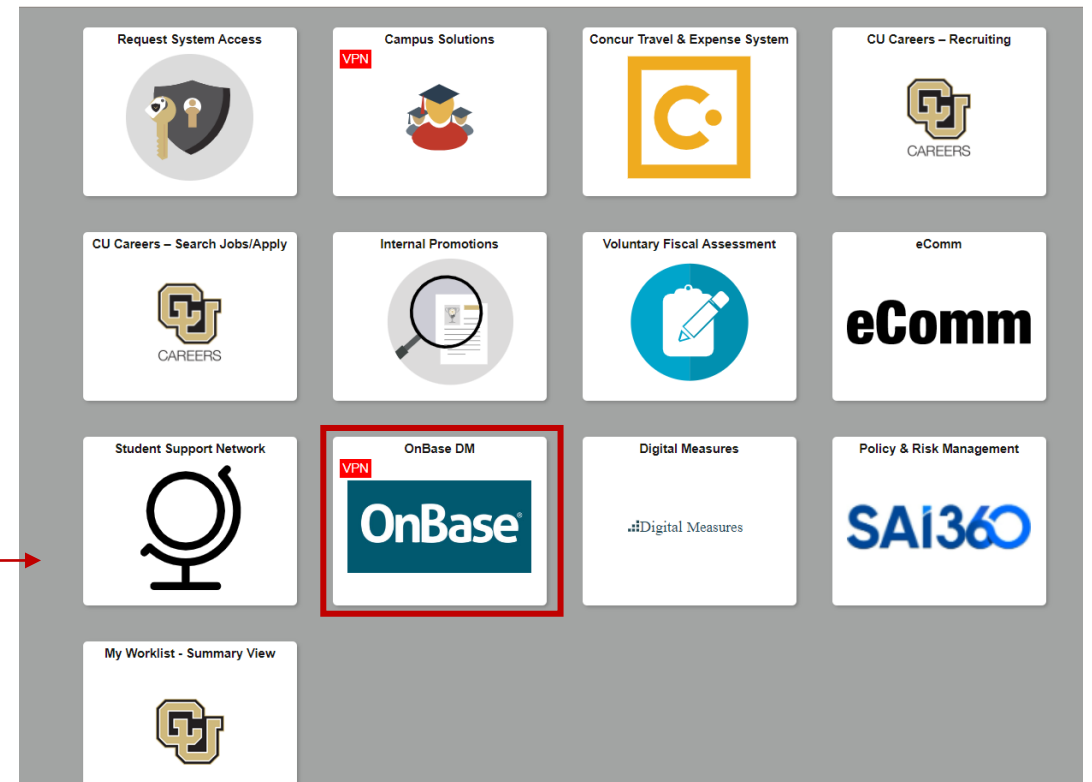 Request System Access
Campus Solutions
VPN
Concur Travel & Expense System
C
CU Careers – Recruiting
CU
CAREERS
CU Careers – Search Jobs/Apply
CU
CAREERS
Internal Promotions
Voluntary Fiscal Assessment
eComm
eComm
Student Support Network
OnBase DM
VPN
OnBase®
Digital Measures
Digital Measures
Policy & Risk Management
SAI360
My Worklist - Summary View
CU